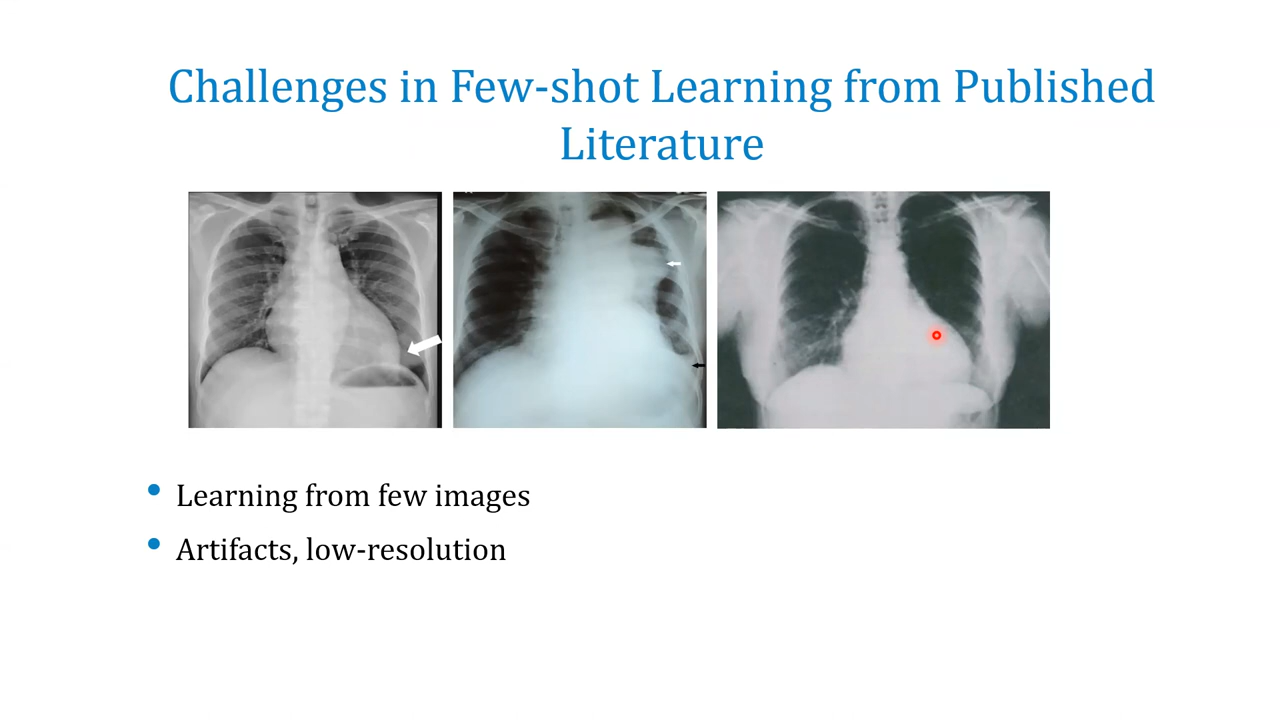 Challenges in Few-shot Learning from Published
Literature
• Learning from few images
• Artifacts, low-resolution